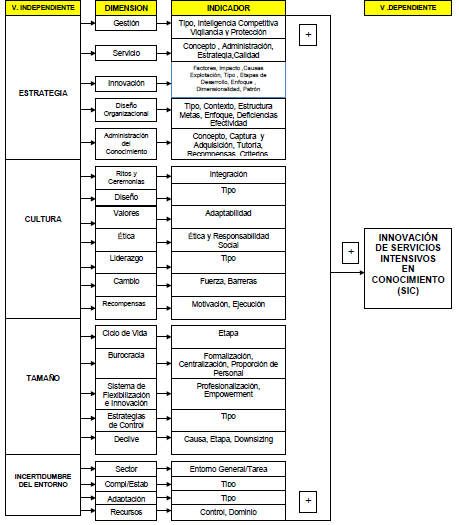 V. INDEPENDIENTE
DIMENSION
INDICADOR
V .DEPENDIENTE
ESTRATEGIA
Gestión
Tipo, Inteligencia Competitiva
Vigilancia y Protección
+
Servicio
Concepto , Administración,
Estrategia,Calidad
Innovación
Factores, Impacto ,Causas
Explotación, Tipo , Etapas de
Desarrollo, Enfoque ,
Dimensionalidad, Patrón
Diseño
Organizacional
Tipo, Contexto, Estructura
Metas, Enfoque, Deficiencias
Efectividad
Administración
del
Conocimiento
Concepto, Captura y
Adquisición, Tutoría,
Recompensas, Criterios
CULTURA
Ritos y
Ceremonias
Integración
Diseño
Tipo
Valores
Adaptabilidad
Ética
Ética y Responsabilidad
Social
Liderazgo
Tipo
Cambio
Fuerza, Barreras
Recompensas
Motivación, Ejecución
+
INNOVACIÓN
DE SERVICIOS
INTENSIVOS
EN
CONOCIMIENTO
(SIC)
TAMAÑO
Ciclo de Vida
Etapa
Burocracia
Formalización,
Centralización, Proporción de
Personal
Sistema de
Flexibilización
e Innovación
Profesionalización,
Empowerment
Estrategias
de Control
Tipo
Declive
Causa, Etapa, Downsizing
INCERTIDUMBRE
DEL ENTORNO
Sector
Entorno General/Tarea
Compl/Estab
Tipo
Adaptación
Tipo
Recursos
Control, Dominio
+